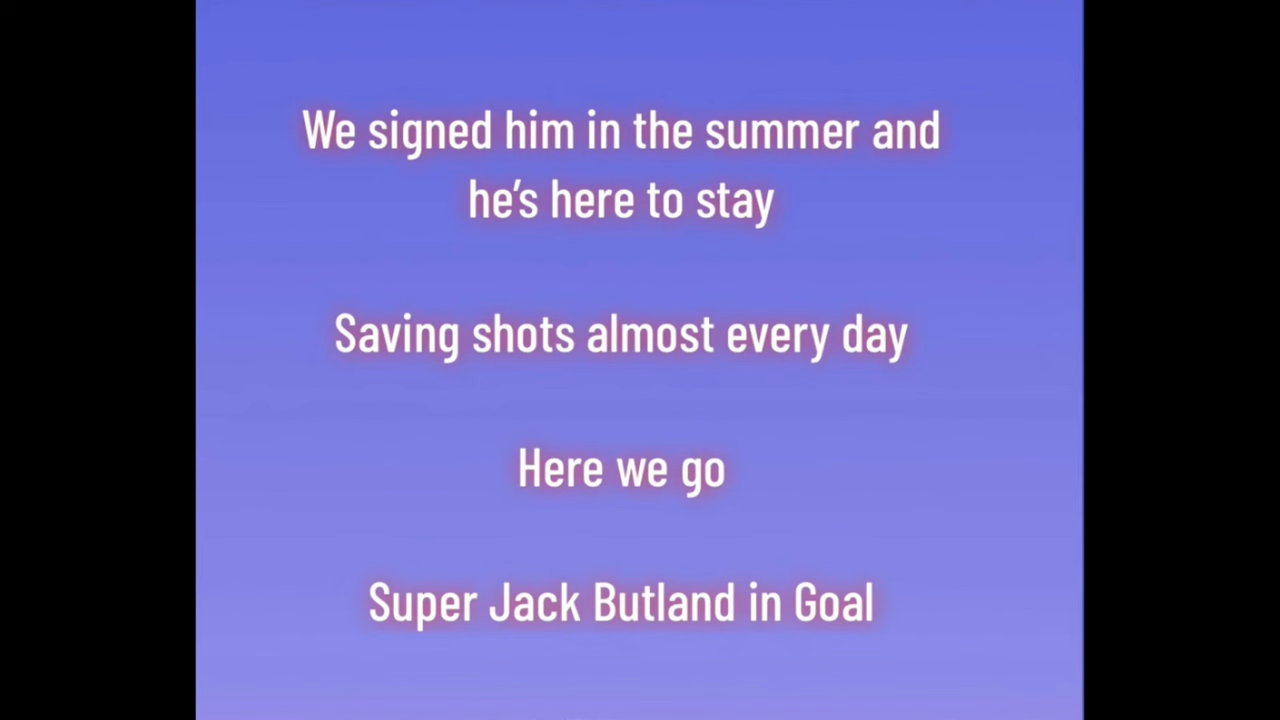 We signed him in the summer and
he’s here to stay
Saving shots almost every day
Here we go
Super Jack Butland in Goal